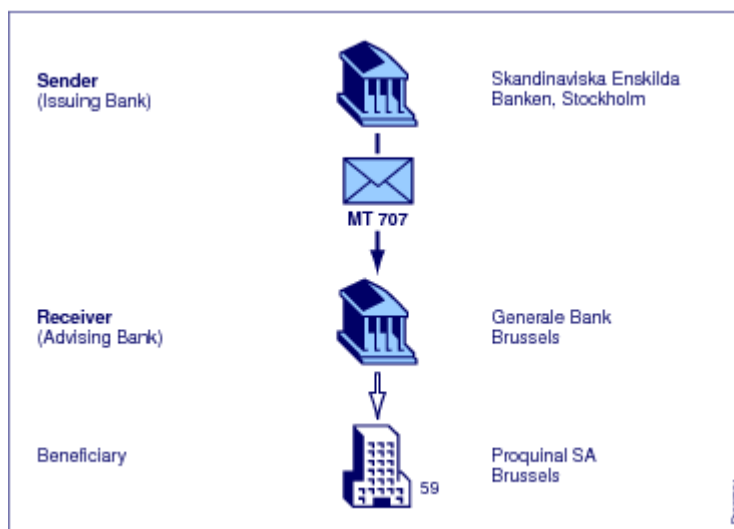 Sender
(Issuing Bank)
Skandinaviska Enskilda
Banken, Stockholm
MT 707
Receiver
(Advising Bank)
Generale Bank
Brussels
Beneficiary
59
Proquinal SA
Brussels